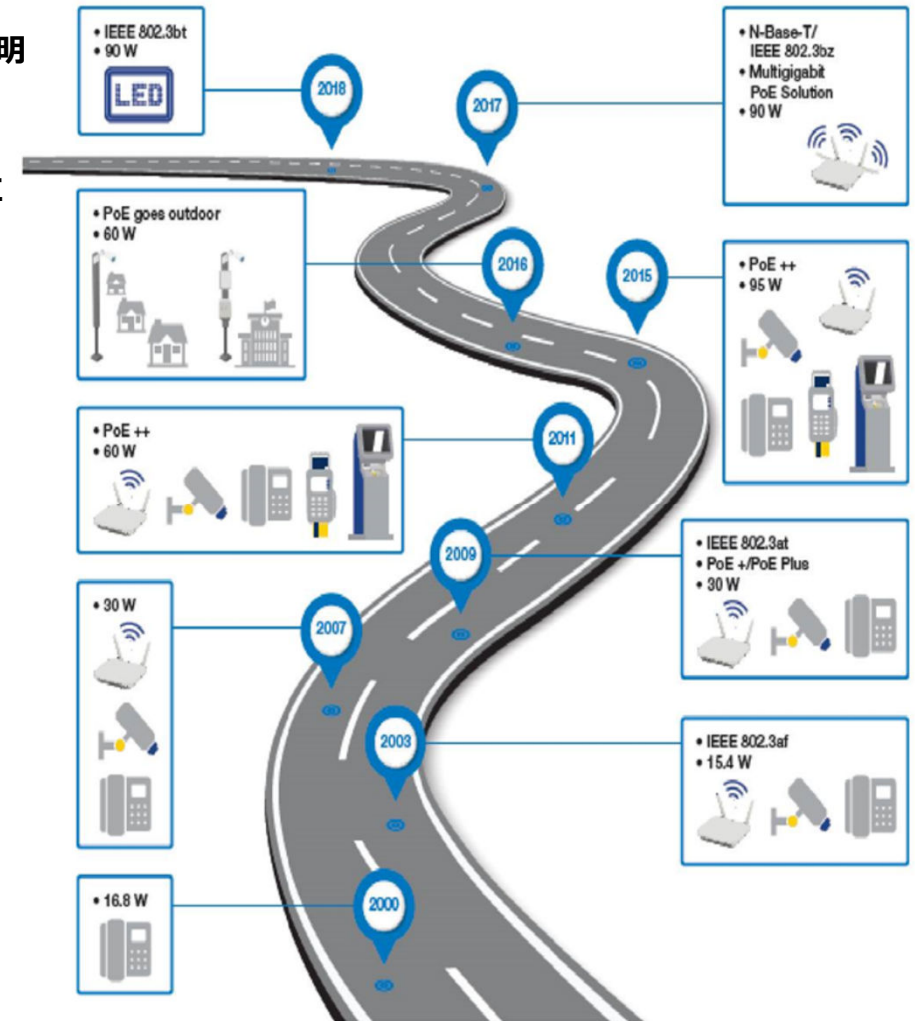 明
• IEEE 802.3bt
• 90 W
LED
2018
2017
• N-Base-T/
IEEE 802.3bz
• Multigigabit
PoE Solution
• 90 W
• PoE goes outdoor
• 60 W
2016
2015
• PoE ++
• 95 W
• PoE ++
• 60 W
2011
2009
• IEEE 802.3at
• PoE +/PoE Plus
• 30 W
• 30 W
2007
2003
• IEEE 802.3af
• 15.4 W
• 16.8 W
2000